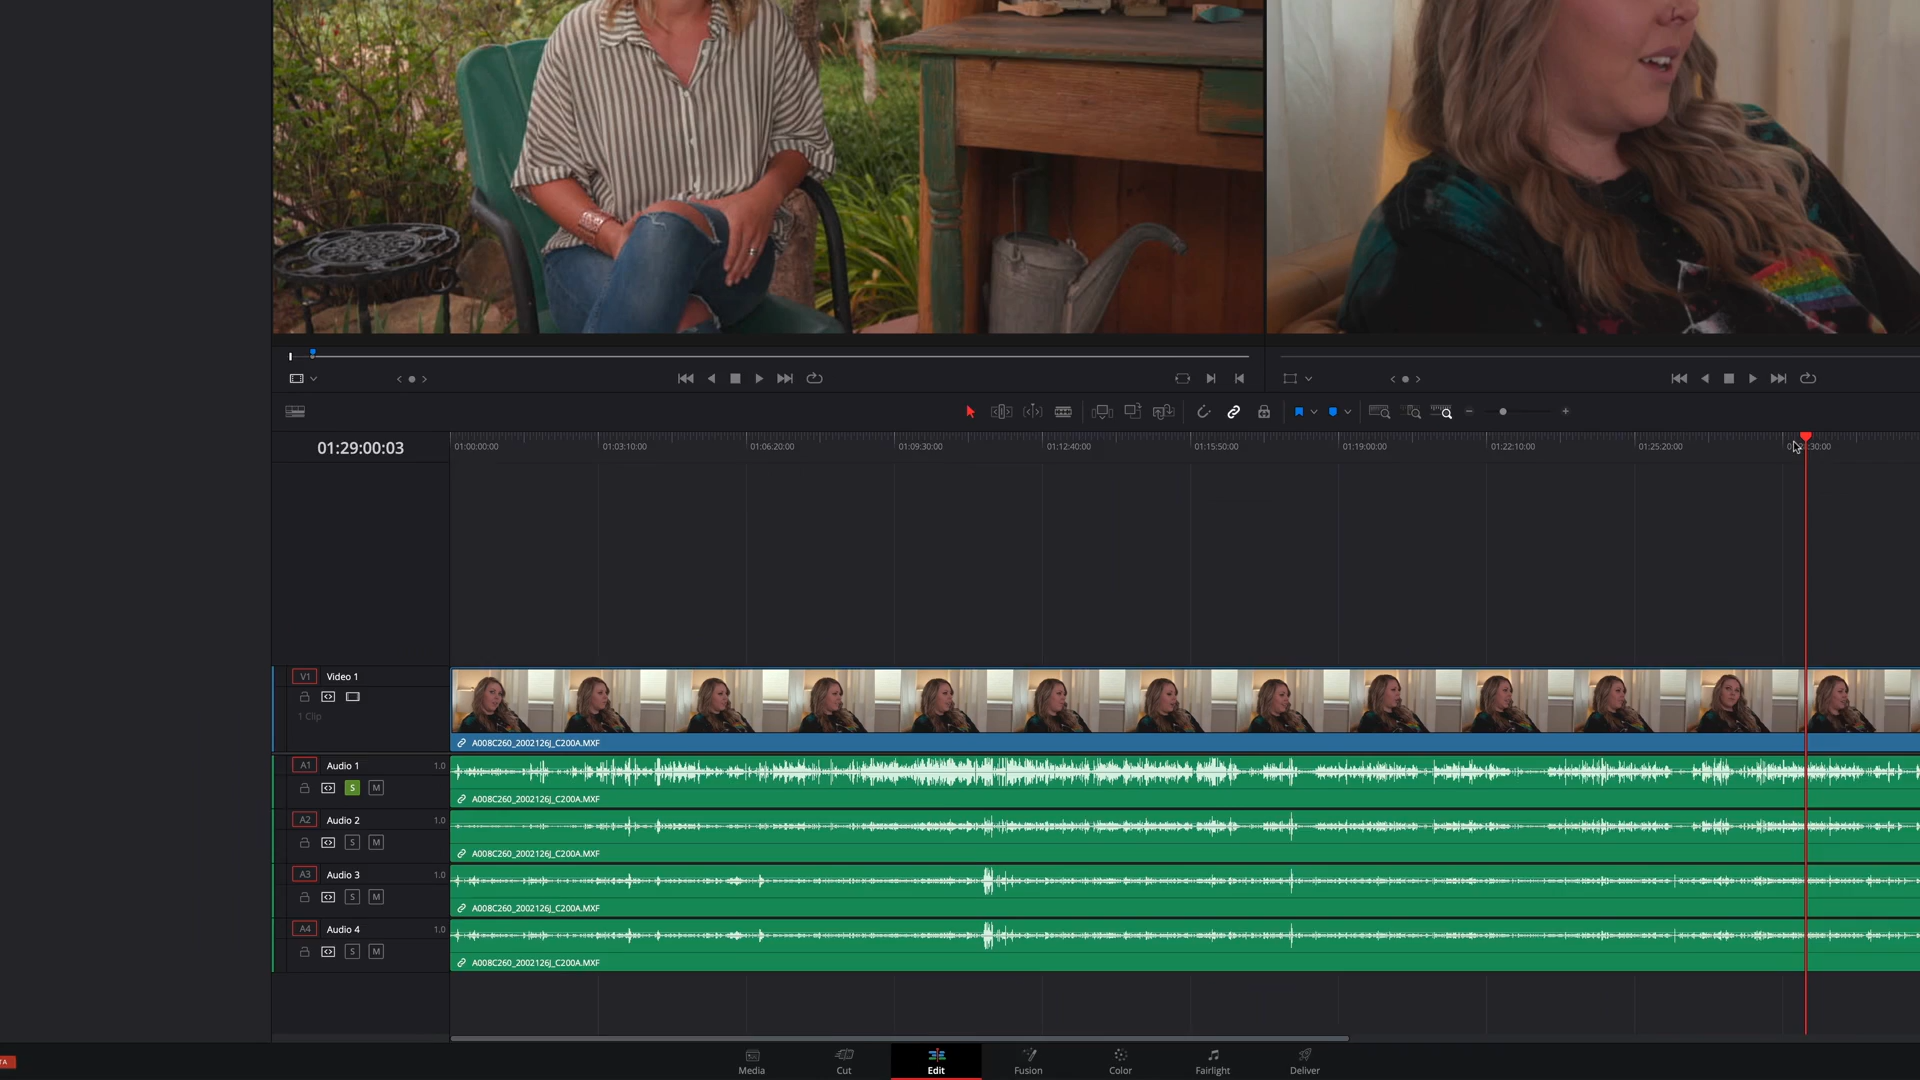 01:29:00:03
01:00:00:00
01:03:10:00
01:06:20:00
01:09:30:00
01:12:40:00
01:15:50:00
01:19:00:00
01:22:10:00
01:25:20:00
V1 Video 1
1 Clip
A008C260_2002126J_C200A.MXF
A1 Audio 1 1.0
S M
A008C260_2002126J_C200A.MXF
A2 Audio 2 1.0
S M
A008C260_2002126J_C200A.MXF
A3 Audio 3 1.0
S M
A008C260_2002126J_C200A.MXF
A4 Audio 4 1.0
S M
A008C260_2002126J_C200A.MXF
Media
Cut
Edit
Fusion
Color
Fairlight
Deliver